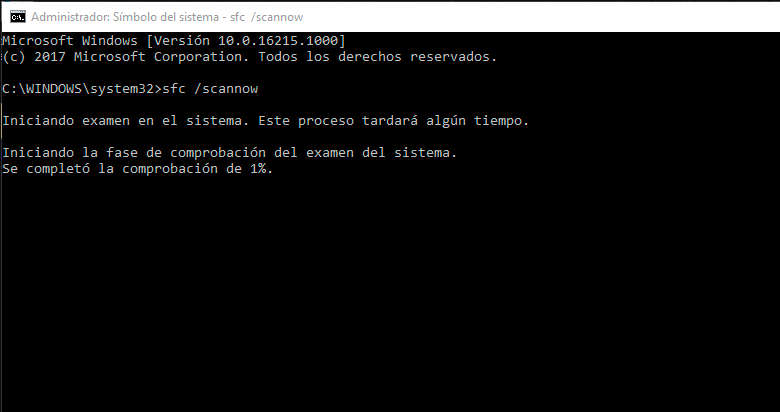 Administrador: Símbolo del sistema - sfc /scannow
Microsoft Windows [Versión 10.0.16215.1000]
(c) 2017 Microsoft Corporation. Todos los derechos reservados.
C:\WINDOWS\system32>sfc /scannow
Iniciando examen en el sistema. Este proceso tardará algún tiempo.
Iniciando la fase de comprobación del examen del sistema.
Se completó la comprobación de 1%.